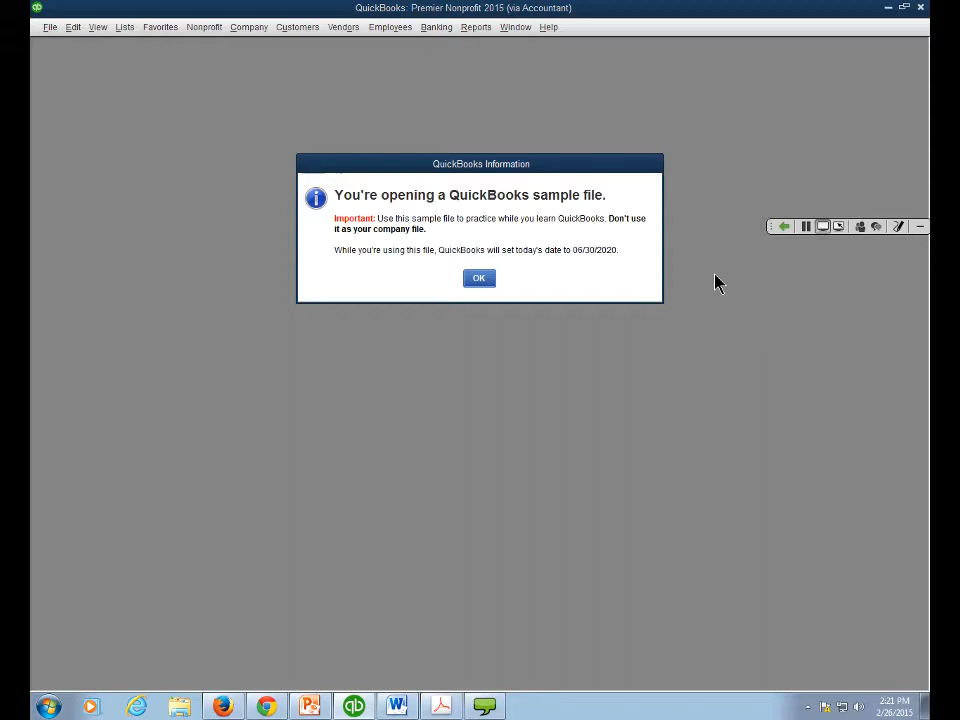 QuickBooks: Premier Nonprofit 2015 (via Accountant)
File Edit View Lists Favorites Nonprofit Company Customers Vendors Employees Banking Reports Window Help
QuickBooks Information
You're opening a QuickBooks sample file.
Important: Use this sample file to practice while you learn QuickBooks. Don't use
it as your company file.
While you're using this file, QuickBooks will set today's date to 06/30/2020.
OK
2:21 PM
2/26/2015